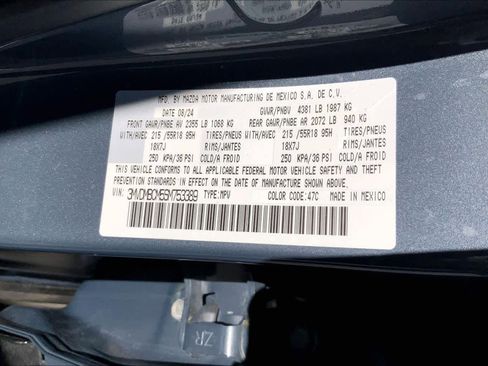 MFD. BY MAZDA MOTOR MANUFACTURING DE MEXICO S.A. DE C.V.
DATE 08/24 GVWR/PNBV 4381 LB 1987 KG
FRONT GAWR/PNBE AV 2355 LB 1068 KG REAR GAWR/PNBE AR 2072 LB 940 KG
WITH/AVEC 215 /55R18 95H TIRES/PNEUS WITH/AVEC 215 /55R18 95H TIRES/PNEUS
18X7J RIMS/JANTES 18X7J RIMS/JANTES
250 KPA/36 PSI COLD/A FROID 250 KPA/36 PSI COLD/A FROID
THIS VEHICLE CONFORMS TO ALL APPLICABLE FEDERAL MOTOR VEHICLE SAFETY AND THEFT PREVENTION
STANDARDS IN EFFECT ON THE DATE OF MANUFACTURE SHOWN ABOVE.
VIN: 3MVDMBCM6SM753389 TYPE:MPV COLOR CODE:47C MADE IN MEXICO
ZR